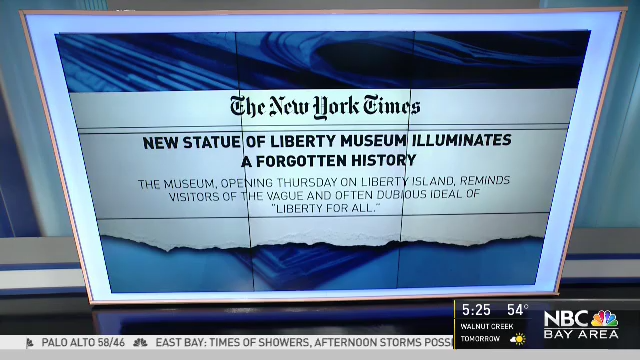 The New York Times
NEW STATUE OF LIBERTY MUSEUM ILLUMINATES
A FORGOTTEN HISTORY
THE MUSEUM, OPENING THURSDAY ON LIBERTY ISLAND, REMINDS
VISITORS OF THE VAGUE AND OFTEN DUBIOUS IDEAL OF
"LIBERTY FOR ALL."
5:25 54°
WALNUT CREEK
TOMORROW
NBC
BAY AREA
PALO ALTO 58/46 EAST BAY: TIMES OF SHOWERS, AFTERNOON STORMS POSS